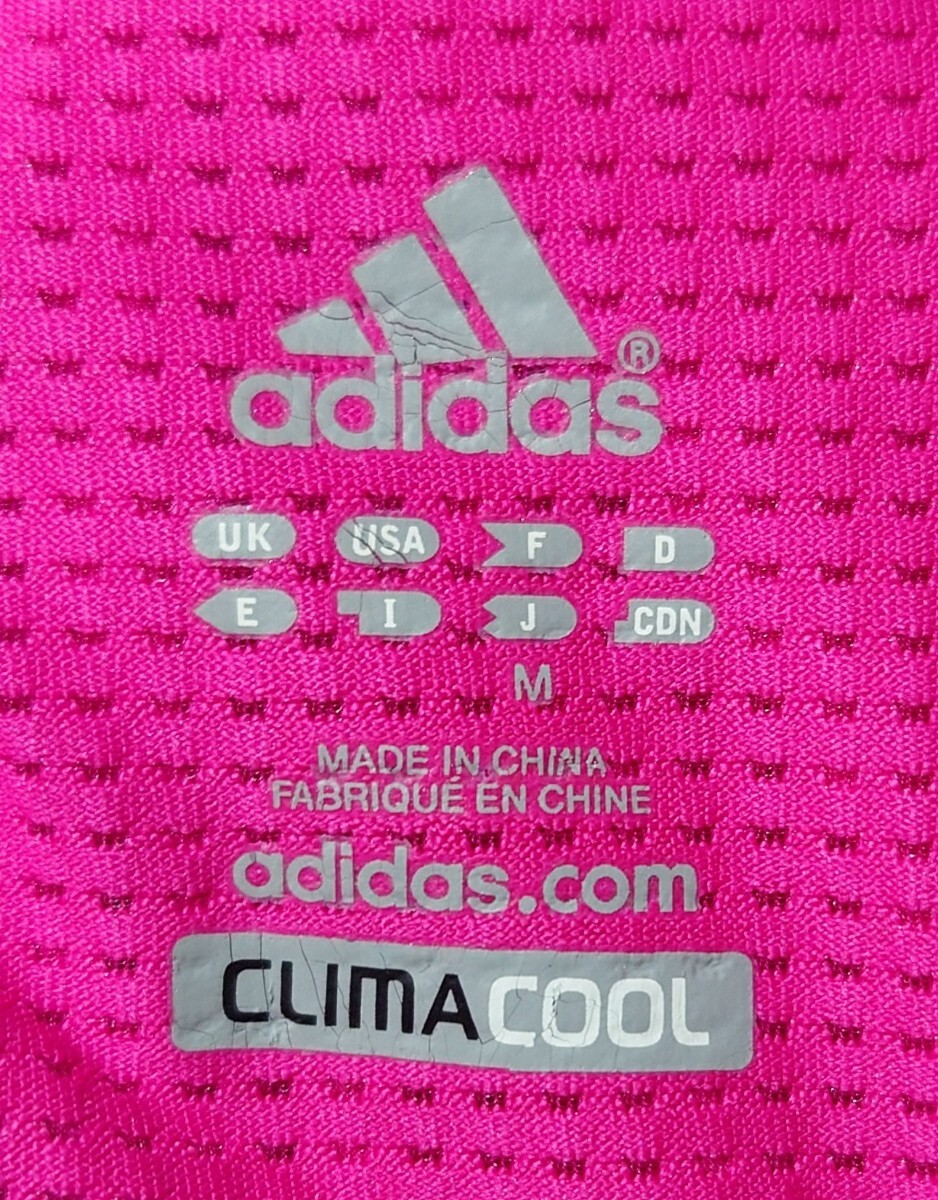 adidas®
UK USA F D
E I J CDN
M
MADE IN CHINA
FABRIQUÉ EN CHINE
adidas.com
CLIMACOOL